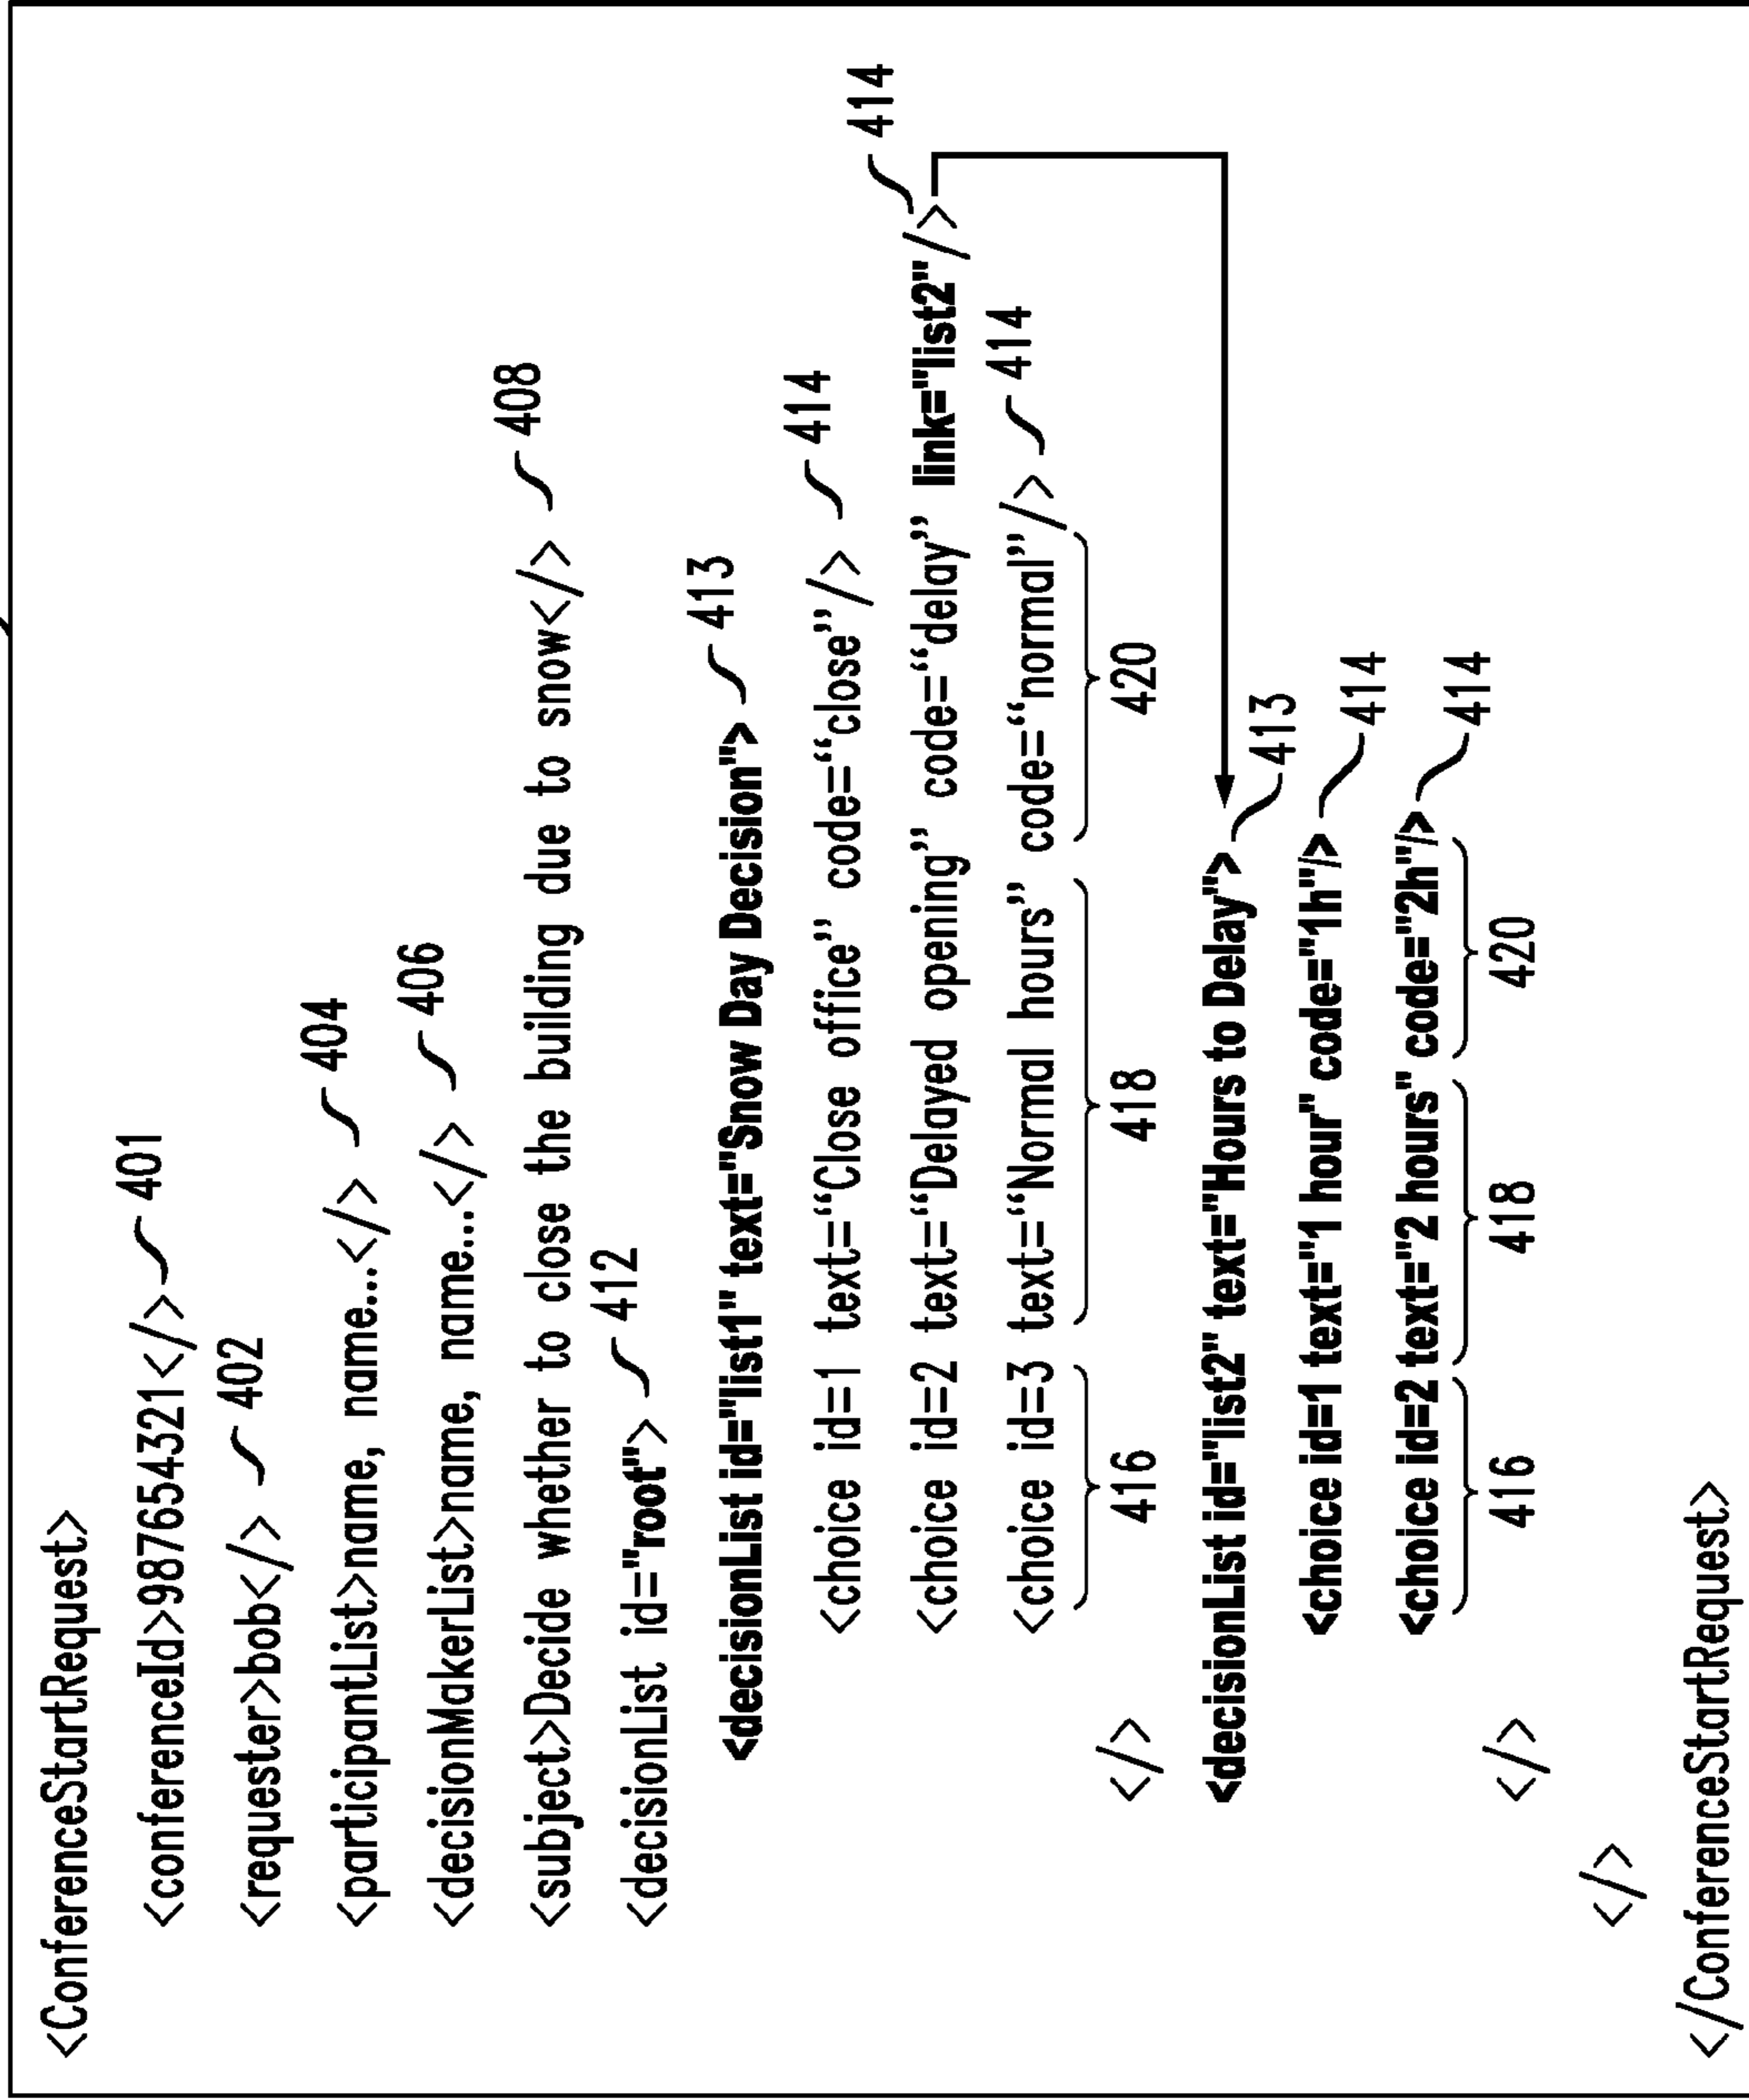 <ConferenceStartRequest>
<conferenceId>987654321</> 401
<requester>bob</> 402
<participantList>name, name...</> 404
<decisionMakerList>name, name...</> 406
<subject>Decide whether to close the building due to snow</> 408
<decisionList id="root"> 412
<decisionList id="list1" text="Snow Day Decision"> 413
<choice id=1 text=“Close office” code=“close”/> 414
<choice id=2 text=“Delayed opening” code=“delay” link="list2"/> 414
<choice id=3 text=“Normal hours” code=“normal”/> 414
</> 416 418 420
<decisionList id="list2" text="Hours to Delay"> 413
<choice id=1 text="1 hour" code="1h"/> 414
<choice id=2 text="2 hours" code="2h"/> 414
</> 416 418 420
</>
</ConferenceStartRequest>